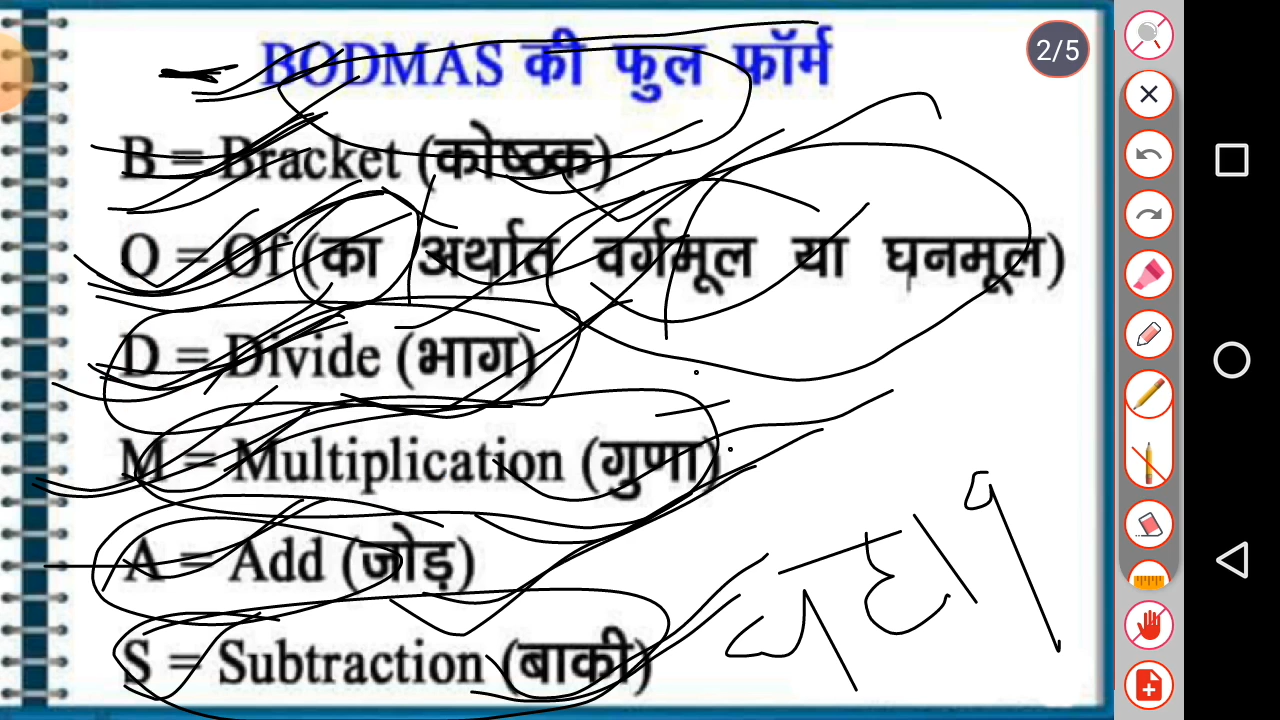 BODMAS की फुल फॉर्म
2/5
B = Bracket (कोष्ठक)
O = Of (का अर्थात वर्गमूल या घनमूल)
D = Divide (भाग)
M = Multiplication (गुणा)
A = Add (जोड़)
S = Subtraction (बाकी)